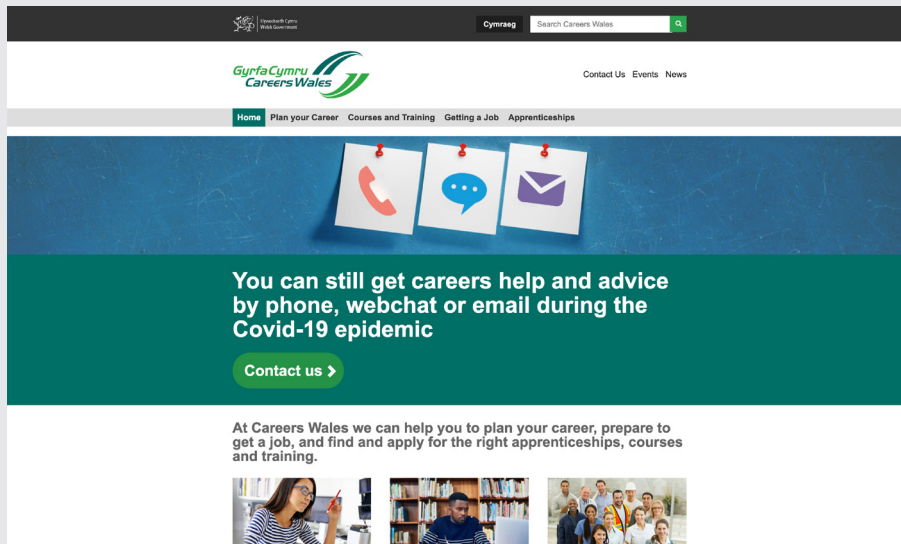 Llywodraeth Cymru
Welsh Government
Cymraeg
Search Careers Wales
Gyrfa Cymru
Careers Wales
Contact Us Events News
Home Plan your Career Courses and Training Getting a Job Apprenticeships
You can still get careers help and advice
by phone, webchat or email during the
Covid-19 epidemic
Contact us
At Careers Wales we can help you to plan your career, prepare to
get a job, and find and apply for the right apprenticeships, courses
and training.